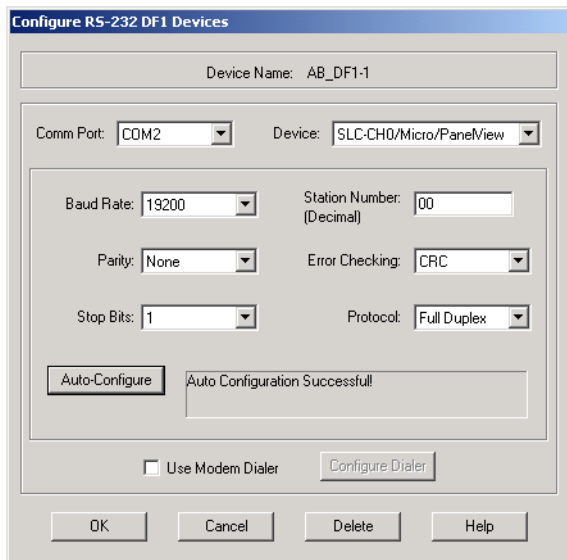 Configure RS-232 DF1 Devices
Device Name: AB_DF1-1
Comm Port: COM2 Device: SLC-CH0/Micro/PanelView
Baud Rate: 19200 Station Number: 00
(Decimal)
Parity: None Error Checking: CRC
Stop Bits: 1 Protocol: Full Duplex
Auto-Configure Auto Configuration Successful!
Use Modem Dialer Configure Dialer
OK Cancel Delete Help